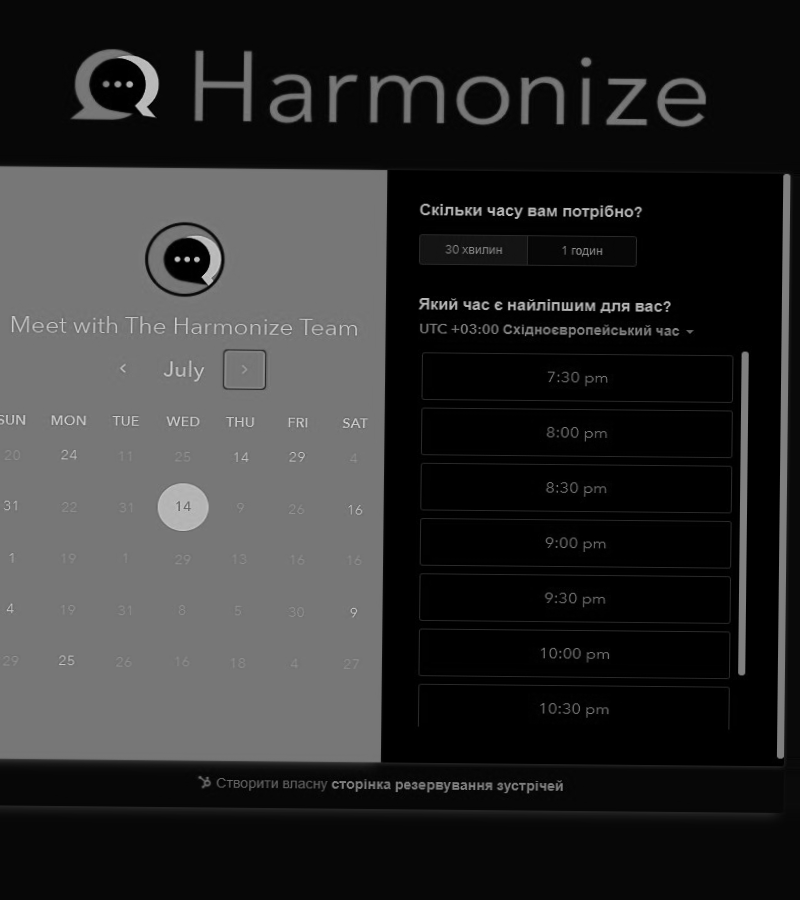 Harmonize
Meet with The Harmonize Team
July
SUN MON TUE WED THU FRI SAT
20 24 11 25 14 29 4
31 22 31 14 9 26 16
1 19 1 29 13 16 16
4 19 31 8 5 30 9
29 25 26 16 18 4 27
Скільки часу вам потрібно?
30 хвилин 1 годин
Який час є найліпшим для вас?
UTC +03:00 Східноєвропейський час
7:30 pm
8:00 pm
8:30 pm
9:00 pm
9:30 pm
10:00 pm
10:30 pm
Створити власну сторінка резервування зустрічей